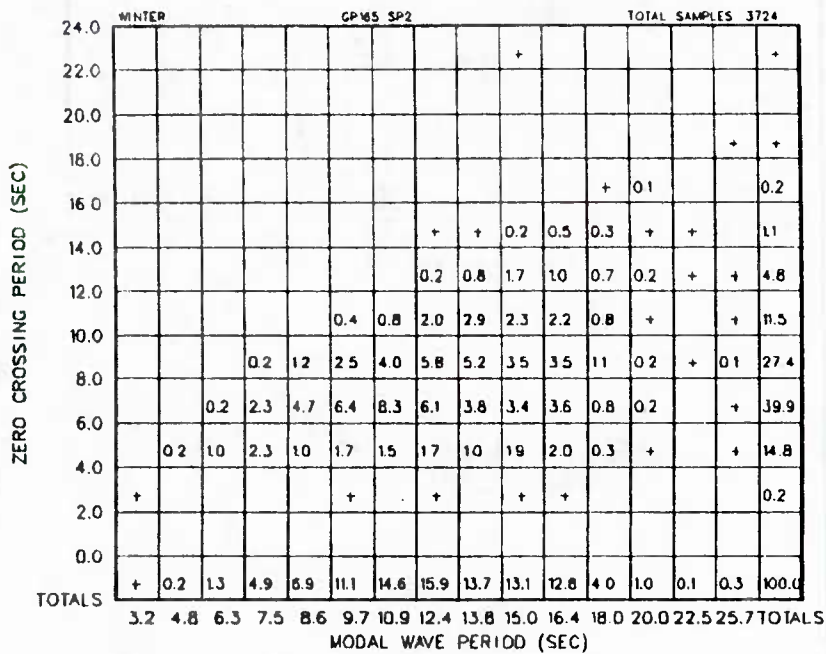 WINTER GP165 SP2 TOTAL SAMPLES 3724
24.0
+ +
22.0
20.0
+ +
18.0
+ 0.1 0.2
16.0
+ + 0.2 0.5 0.3 + + 1.1
14.0
0.2 0.8 1.7 1.0 0.7 0.2 + + 4.8
12.0
0.4 0.8 2.0 2.9 2.3 2.2 0.8 + + 11.5
10.0
0.2 1.2 2.5 4.0 5.8 5.2 3.5 3.5 1.1 0.2 + 0.1 27.4
8.0
0.2 2.3 4.7 6.4 8.3 6.1 3.8 3.4 3.6 0.8 0.2 + 39.9
6.0
0.2 1.0 2.3 1.0 1.7 1.5 1.7 1.0 1.9 2.0 0.3 + + 14.8
4.0
+ + + + + 0.2
2.0
0.0
+ 0.2 1.3 4.9 6.9 11.1 14.6 15.9 13.7 13.1 12.8 4.0 1.0 0.1 0.3 100.0
TOTALS
3.2 4.8 6.3 7.5 8.6 9.7 10.9 12.4 13.8 15.0 16.4 18.0 20.0 22.5 25.7 TOTALS
MODAL WAVE PERIOD (SEC)
ZERO CROSSING PERIOD (SEC)